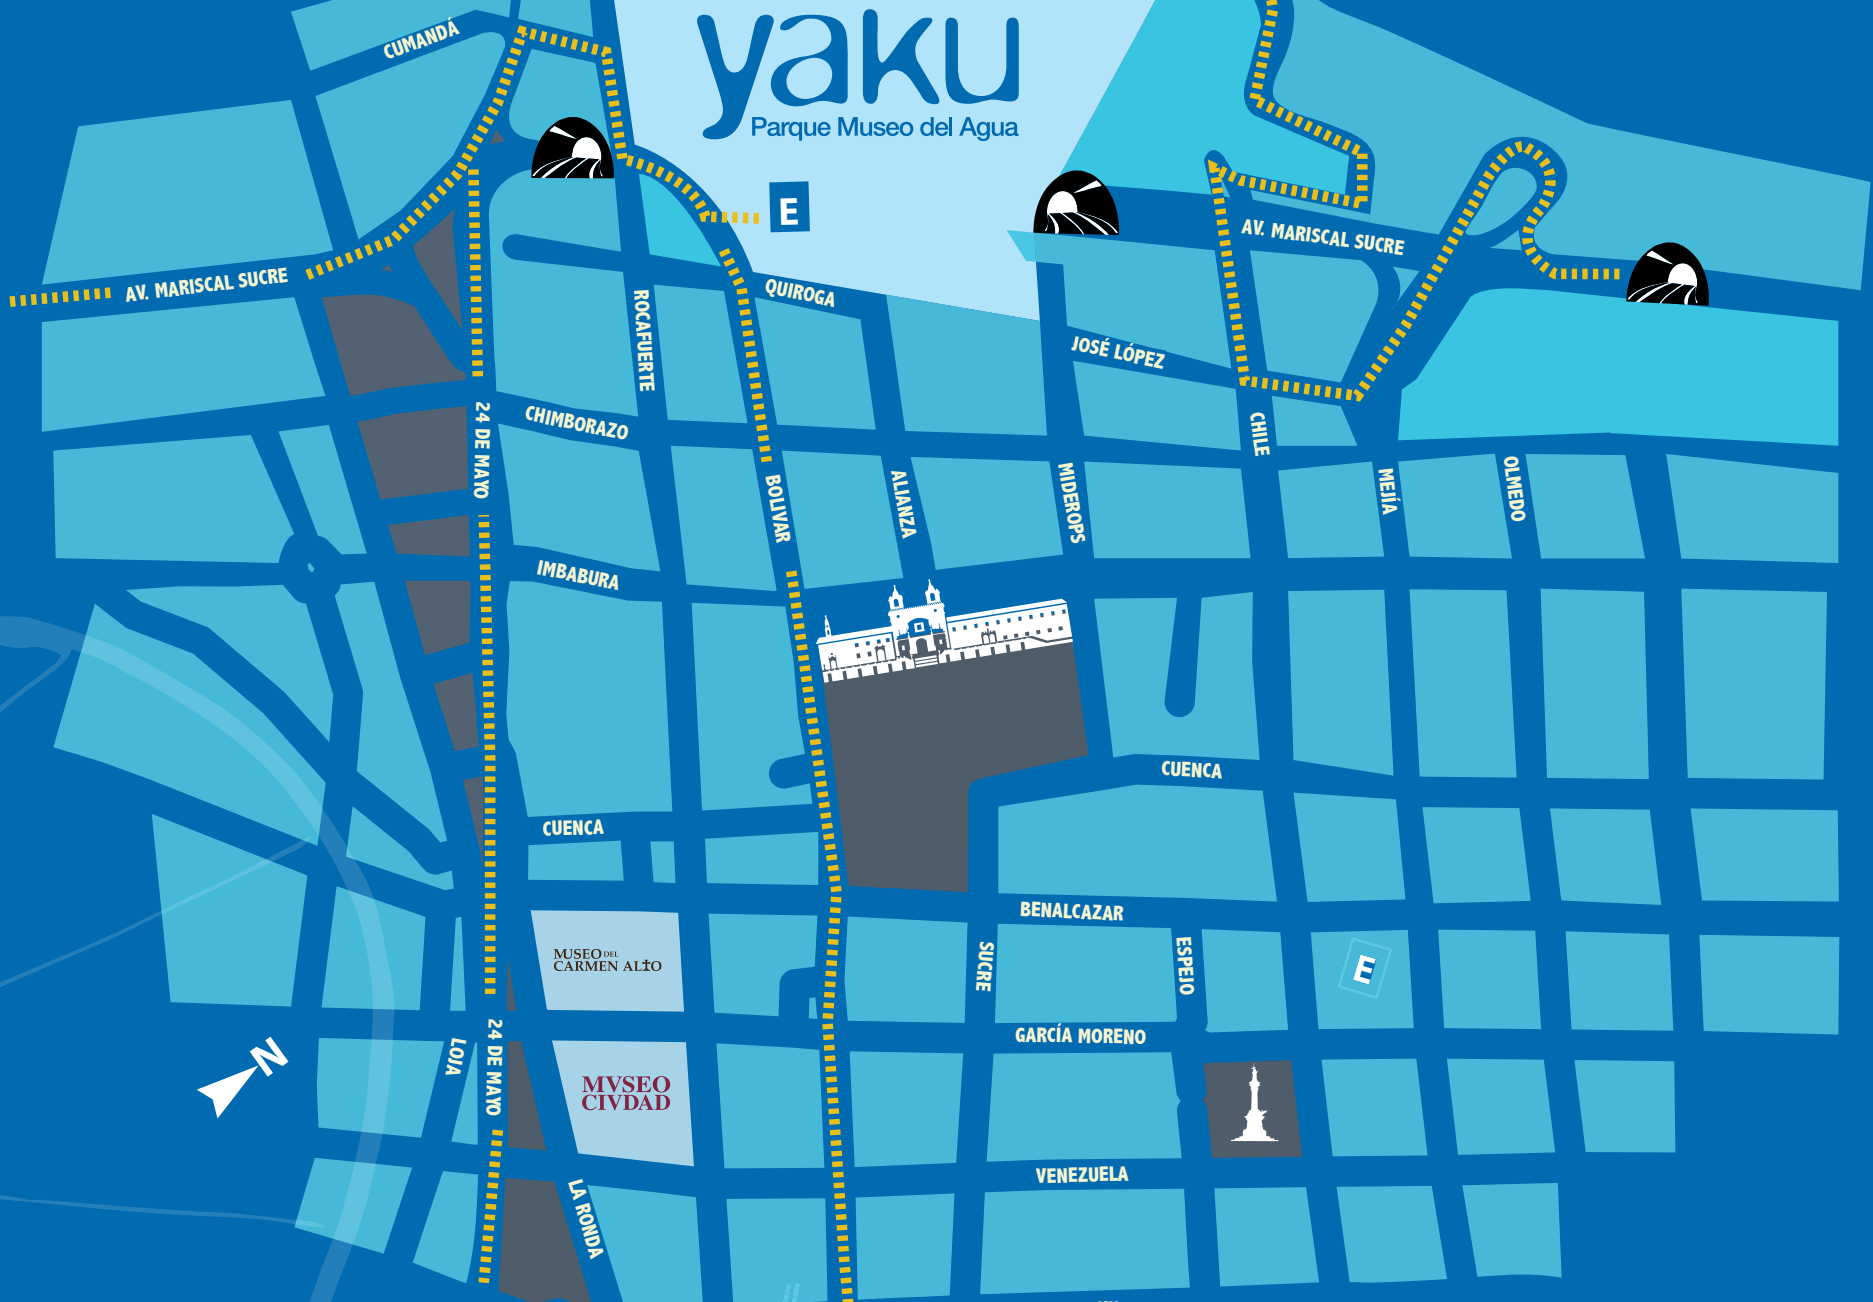 yaku
Parque Museo del Agua
CUMANDÁ
E
AV. MARISCAL SUCRE
AV. MARISCAL SUCRE
QUIROGA
ROCAFUERTE
JOSÉ LÓPEZ
24 DE MAYO
CHIMBORAZO
CHILE
BOLIVAR
ALIANZA
MIDEROPS
MEJÍA
OLMEDO
IMBABURA
CUENCA
CUENCA
BENALCAZAR
MUSEO DEL
CARMEN ALTO
SUCRE
ESPEJO
E
GARCÍA MORENO
N
LOJA
24 DE MAYO
MVSEO
CIVDAD
VENEZUELA
LA RONDA